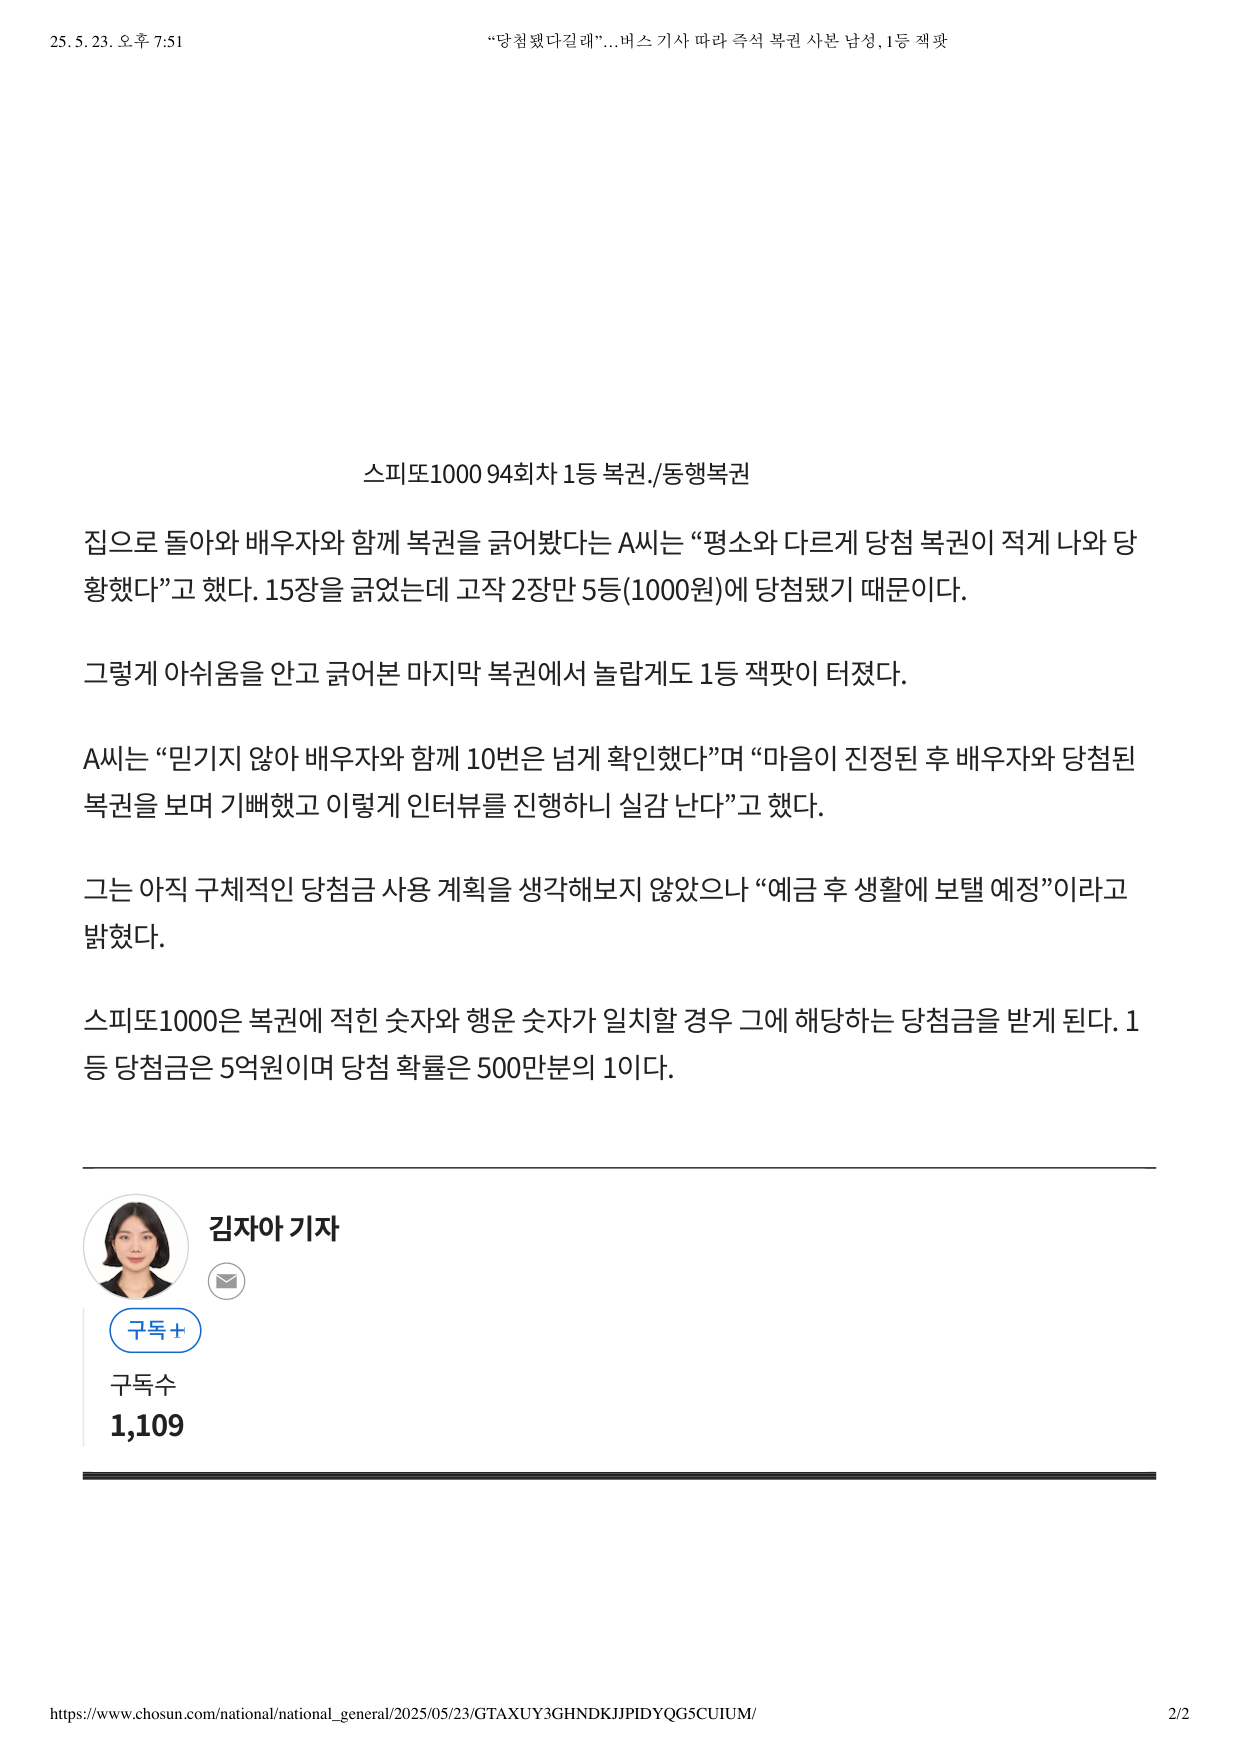 25. 5. 23. 오후 7:51
“당첨됐다길래”…버스 기사 따라 즉석 복권 사본 남성, 1등 잭팟
스피또1000 94회차 1등 복권./동행복권
집으로 돌아와 배우자와 함께 복권을 긁어봤다는 A씨는 “평소와 다르게 당첨 복권이 적게 나와 당
황했다”고 했다. 15장을 긁었는데 고작 2장만 5등(1000원)에 당첨됐기 때문이다.
그렇게 아쉬움을 안고 긁어본 마지막 복권에서 놀랍게도 1등 잭팟이 터졌다.
A씨는 “믿기지 않아 배우자와 함께 10번은 넘게 확인했다”며 “마음이 진정된 후 배우자와 당첨된
복권을 보며 기뻐했고 이렇게 인터뷰를 진행하니 실감 난다”고 했다.
그는 아직 구체적인 당첨금 사용 계획을 생각해보지 않았으나 “예금 후 생활에 보탤 예정”이라고
밝혔다.
스피또1000은 복권에 적힌 숫자와 행운 숫자가 일치할 경우 그에 해당하는 당첨금을 받게 된다. 1
등 당첨금은 5억원이며 당첨 확률은 500만분의 1이다.
김자아 기자
구독+
구독수
1,109
https://www.chosun.com/national/national_general/2025/05/23/GTAXUY3GHNDKJJPIDYQG5CUIUM/
2/2